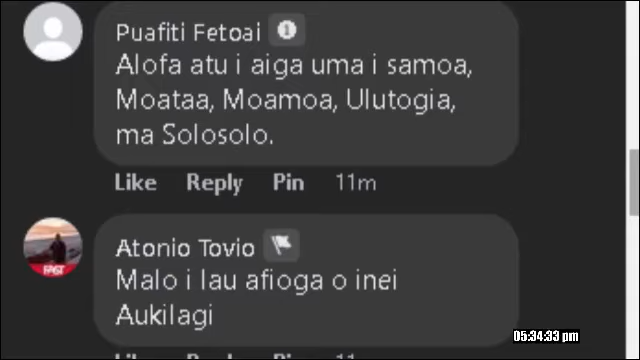 Puafiti Fetoai
Alofa atu i aiga uma i samoa,
Moataa, Moamoa, Ulutogia,
ma Solosolo.
Like Reply Pin 11m
Atonio Tovio
FAST
Malo i lau afioga o inei
Aukilagi
05:34:33 pm